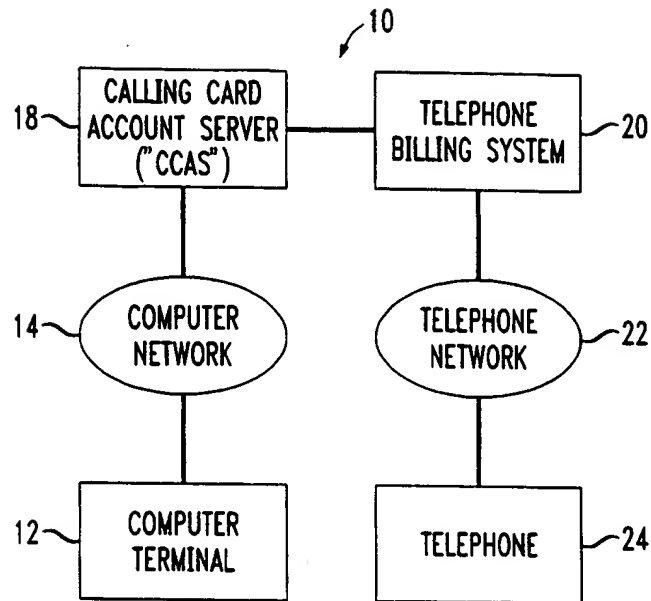 10
18
CALLING CARD
ACCOUNT SERVER
("CCAS")
TELEPHONE
BILLING SYSTEM
20
14
COMPUTER
NETWORK
TELEPHONE
NETWORK
22
12
COMPUTER
TERMINAL
TELEPHONE
24